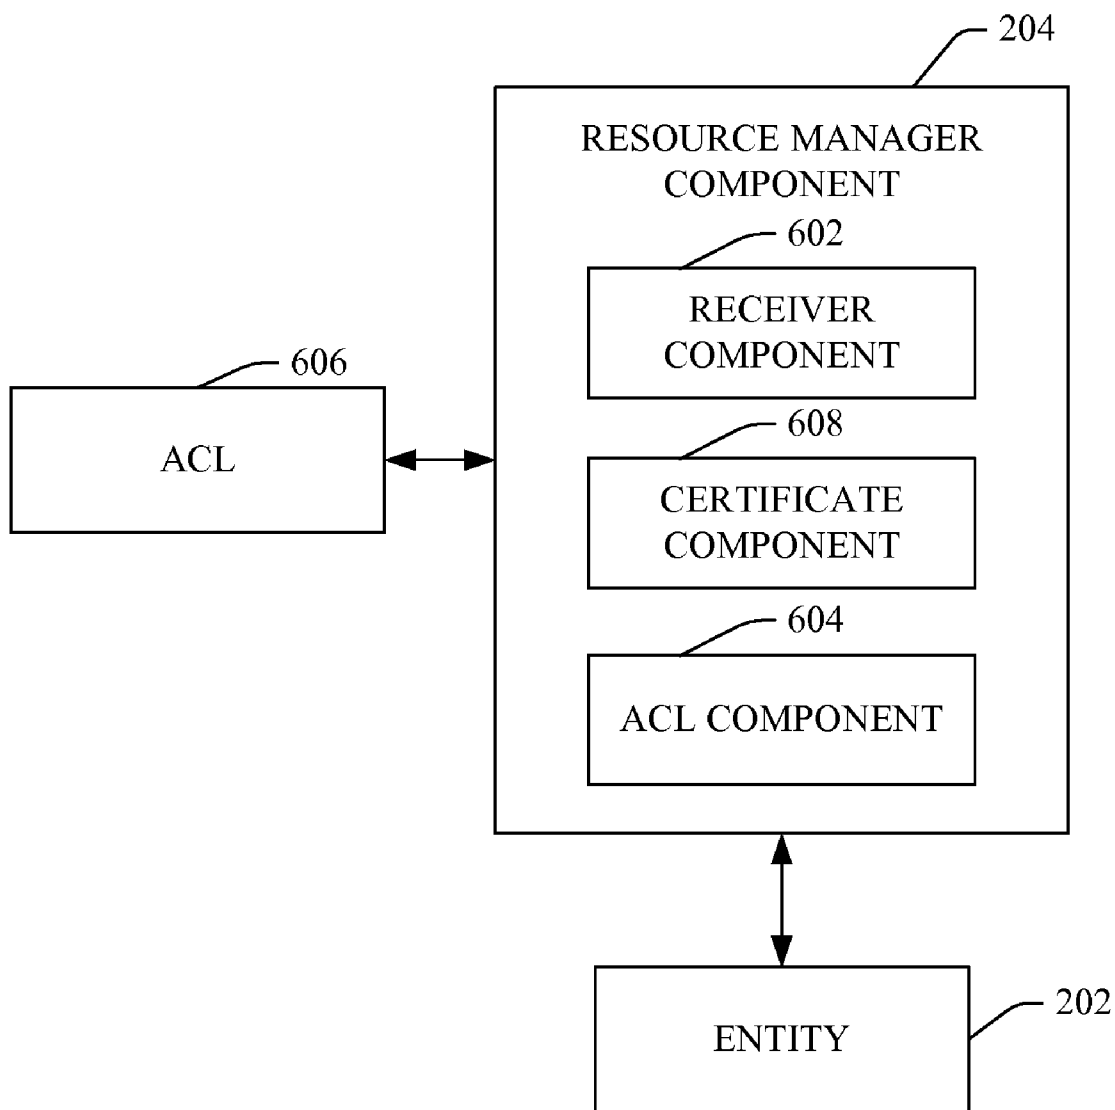 204
RESOURCE MANAGER
COMPONENT
602
RECEIVER
COMPONENT
606
ACL
608
CERTIFICATE
COMPONENT
604
ACL COMPONENT
202
ENTITY